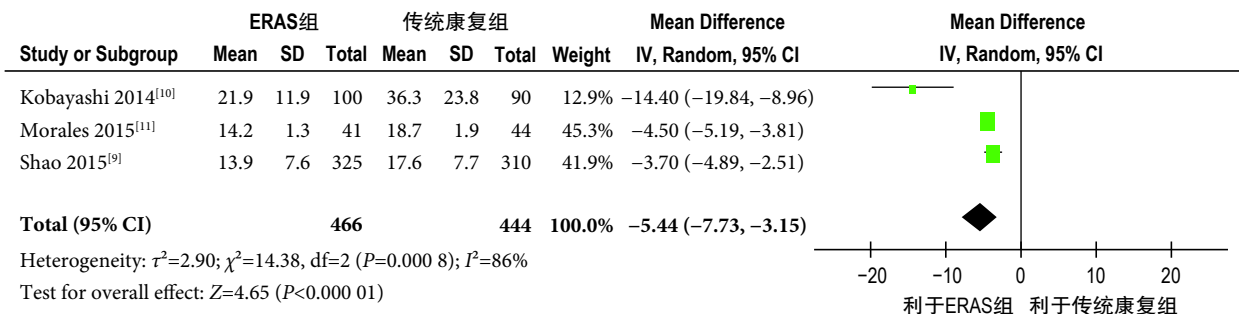 ERAS组 传统康复组 Mean Difference Mean Difference
Study or Subgroup Mean SD Total Mean SD Total Weight IV, Random, 95% CI IV, Random, 95% CI
Kobayashi 2014[10] 21.9 11.9 100 36.3 23.8 90 12.9% −14.40 (−19.84, −8.96)
Morales 2015[11] 14.2 1.3 41 18.7 1.9 44 45.3% −4.50 (−5.19, −3.81)
Shao 2015[9] 13.9 7.6 325 17.6 7.7 310 41.9% −3.70 (−4.89, −2.51)
Total (95% CI) 466 444 100.0% −5.44 (−7.73, −3.15)
Heterogeneity: τ²=2.90; χ²=14.38, df=2 (P=0.000 8); I²=86%
Test for overall effect: Z=4.65 (P<0.000 01)
−20 −10 0 10 20
利于ERAS组 利于传统康复组